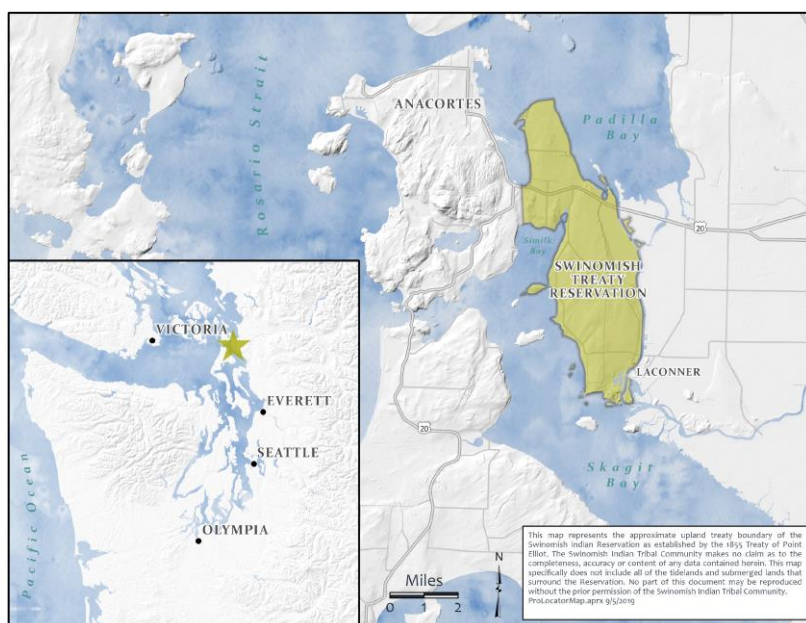 ANACORTES
Rosario Strait
Padilla
Bay
20
Similk
Bay
SWINOMISH
TREATY
RESERVATION
LACONNER
20
Skagit
Bay
VICTORIA
EVERETT
SEATTLE
OLYMPIA
Pacific Ocean
Miles
0 1 2
N
This map represents the approximate upland treaty boundary of the
Swinomish Indian Reservation as established by the 1855 Treaty of Point
Elliot. The Swinomish Indian Tribal Community makes no claim as to the
completeness, accuracy or content of any data contained herein. This map
specifically does not include all of the tidelands and submerged lands that
surround the Reservation. No part of this document may be reproduced
without the prior permission of the Swinomish Indian Tribal Community.
ProLocatorMap.aprx 9/5/2019